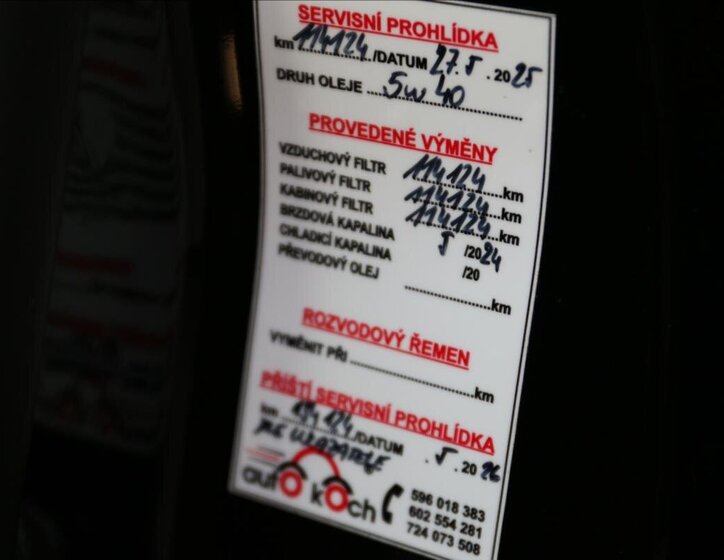 SERVISNÍ PROHLÍDKA
km 114124 /DATUM 27.5.2025
DRUH OLEJE 5w40
PROVEDENÉ VÝMĚNY
VZDUCHOVÝ FILTR 114124 km
PALIVOVÝ FILTR 114124 km
KABINOVÝ FILTR 114124 km
BRZDOVÁ KAPALINA 5 /2024
CHLADICÍ KAPALINA /20
PŘEVODOVÝ OLEJ ............ km
ROZVODOVÝ ŘEMEN
VYMĚNIT PŘI ............ km
PŘÍŠTÍ SERVISNÍ PROHLÍDKA
km /DATUM .5.2026
auto koch
596 018 383
602 554 281
724 073 508